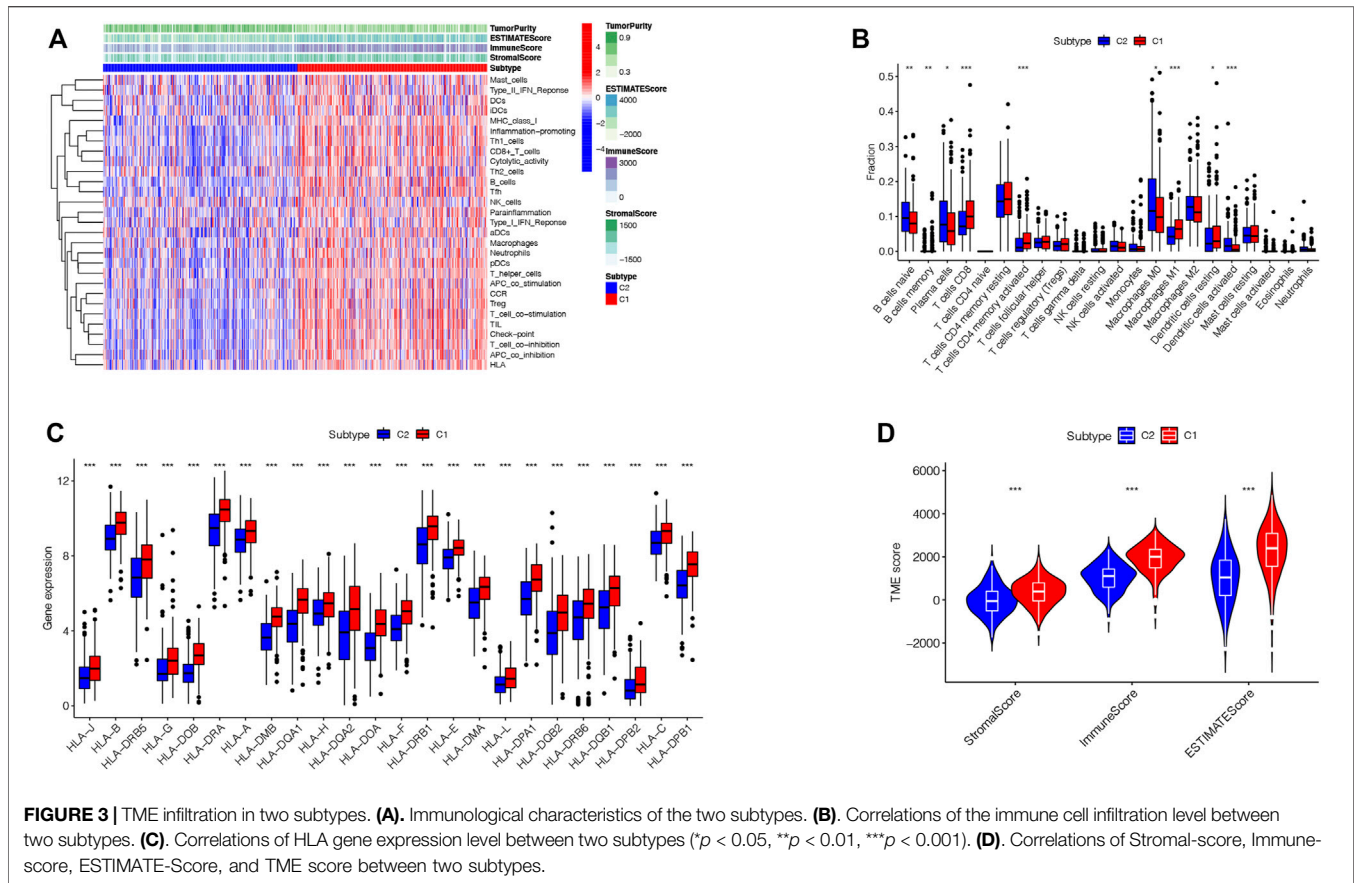 A
TumorPurity
ESTIMATEScore
ImmuneScore
StromalScore
Subtype
Mast_cells
Type_II_IFN_Reponse
DCs
iDCs
MHC_class_I
Inflammation-promoting
Th1_cells
CD8+_T_cells
Cytolytic_activity
Th2_cells
B_cells
Tfh
NK_cells
Parainflammation
Type_I_IFN_Reponse
aDCs
Macrophages
Neutrophils
pDCs
T_helper_cells
APC_co_stimulation
CCR
Treg
T_cell_co-stimulation
TIL
Check-point
T_cell_co-inhibition
APC_co_inhibition
HLA
4
2
0
−2
−4
TumorPurity
0.9
0.3
ESTIMATEScore
4000
−2000
ImmuneScore
3000
0
StromalScore
1500
−1500
Subtype
C2
C1
B
Subtype C2 C1
** ** * *** *** * *** * ***
Fraction
0.5
0.4
0.3
0.2
0.1
0.0
B cells naive
B cells memory
Plasma cells
T cells CD8
T cells CD4 naive
T cells CD4 memory resting
T cells CD4 memory activated
T cells follicular helper
T cells regulatory (Tregs)
T cells gamma delta
NK cells resting
NK cells activated
Monocytes
Macrophages M0
Macrophages M1
Macrophages M2
Dendritic cells resting
Dendritic cells activated
Mast cells resting
Mast cells activated
Eosinophils
Neutrophils
C
Subtype C2 C1
*** *** *** *** *** *** *** *** *** *** *** *** *** *** *** *** *** *** *** *** *** *** *** ***
Gene expression
12
8
4
0
HLA−J
HLA−B
HLA−DRB5
HLA−G
HLA−DOB
HLA−DRA
HLA−A
HLA−DMB
HLA−DQA1
HLA−H
HLA−DQA2
HLA−DOA
HLA−F
HLA−DRB1
HLA−E
HLA−DMA
HLA−L
HLA−DPA1
HLA−DQB2
HLA−DRB6
HLA−DQB1
HLA−DPB2
HLA−C
HLA−DPB1
D
Subtype C2 C1
*** *** ***
TME score
6000
4000
2000
0
−2000
StromalScore
ImmuneScore
ESTIMATEScore
FIGURE 3 | TME infiltration in two subtypes. (A). Immunological characteristics of the two subtypes. (B). Correlations of the immune cell infiltration level between
two subtypes. (C). Correlations of HLA gene expression level between two subtypes (*p < 0.05, **p < 0.01, ***p < 0.001). (D). Correlations of Stromal-score, Immune-
score, ESTIMATE-Score, and TME score between two subtypes.